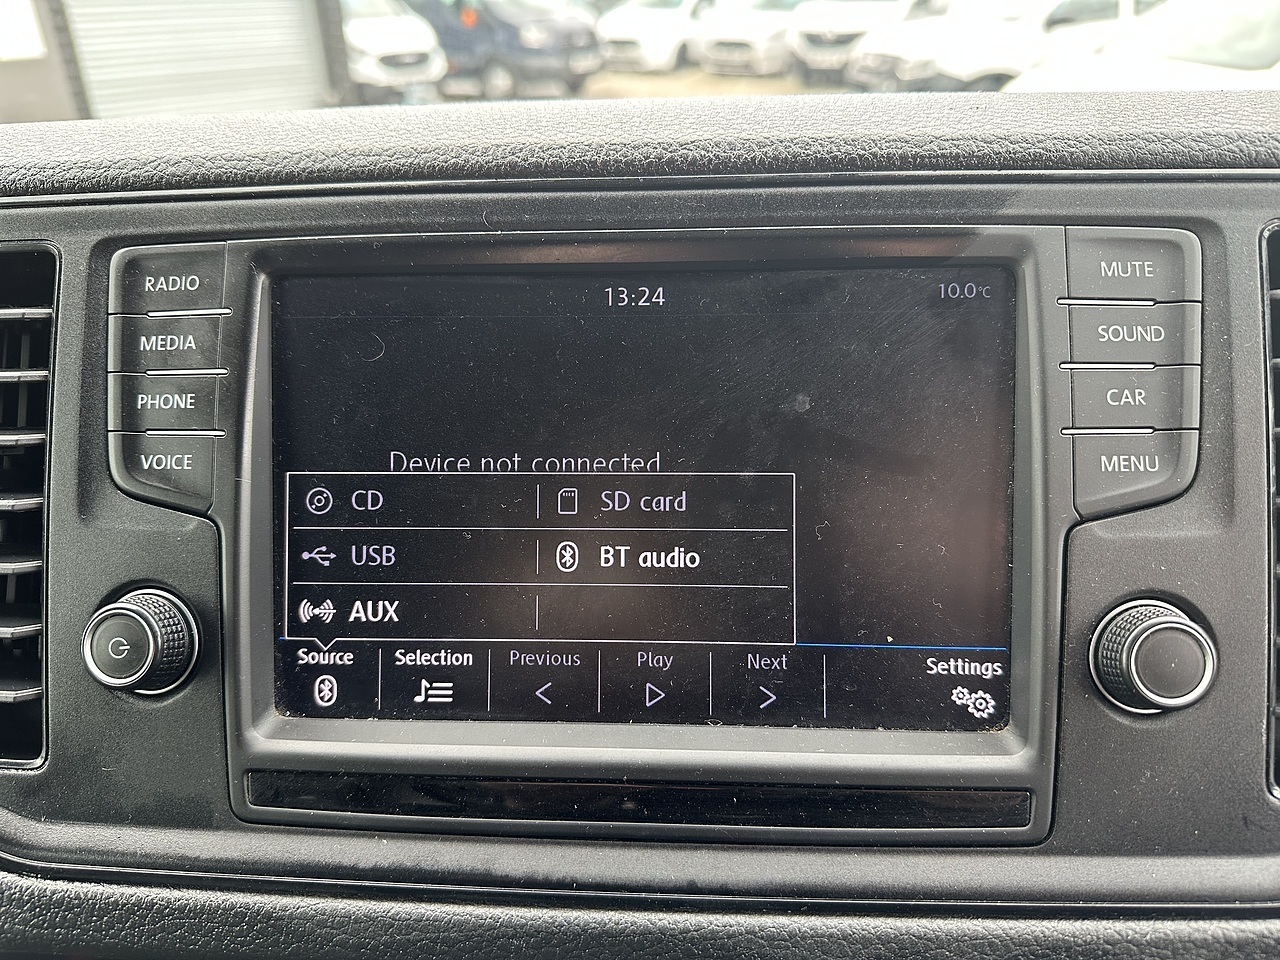 RADIO
MEDIA
PHONE
VOICE
13:24
10.0°C
Device not connected
CD
SD card
USB
BT audio
AUX
Source
Selection
Previous
Play
Next
Settings
MUTE
SOUND
CAR
MENU